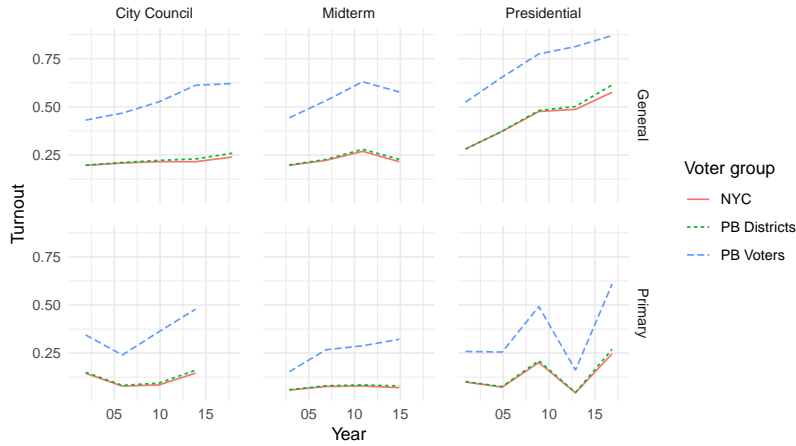 City Council Midterm Presidential
0.75
0.50
0.25
General
Turnout
0.75
0.50
0.25
Primary
05 10 15 05 10 15 05 10 15
Year
Voter group
NYC
PB Districts
PB Voters